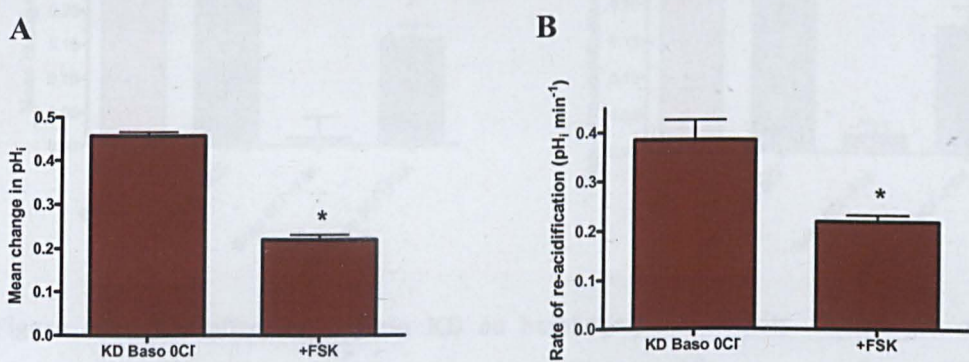 A
Mean change in pHi
0.5
0.4
0.3
0.2
0.1
0.0
*
KD Baso 0Cl-
+FSK
B
Rate of re-acidification (pHi min-1)
0.4
0.3
0.2
0.1
0.0
*
KD Baso 0Cl-
+FSK